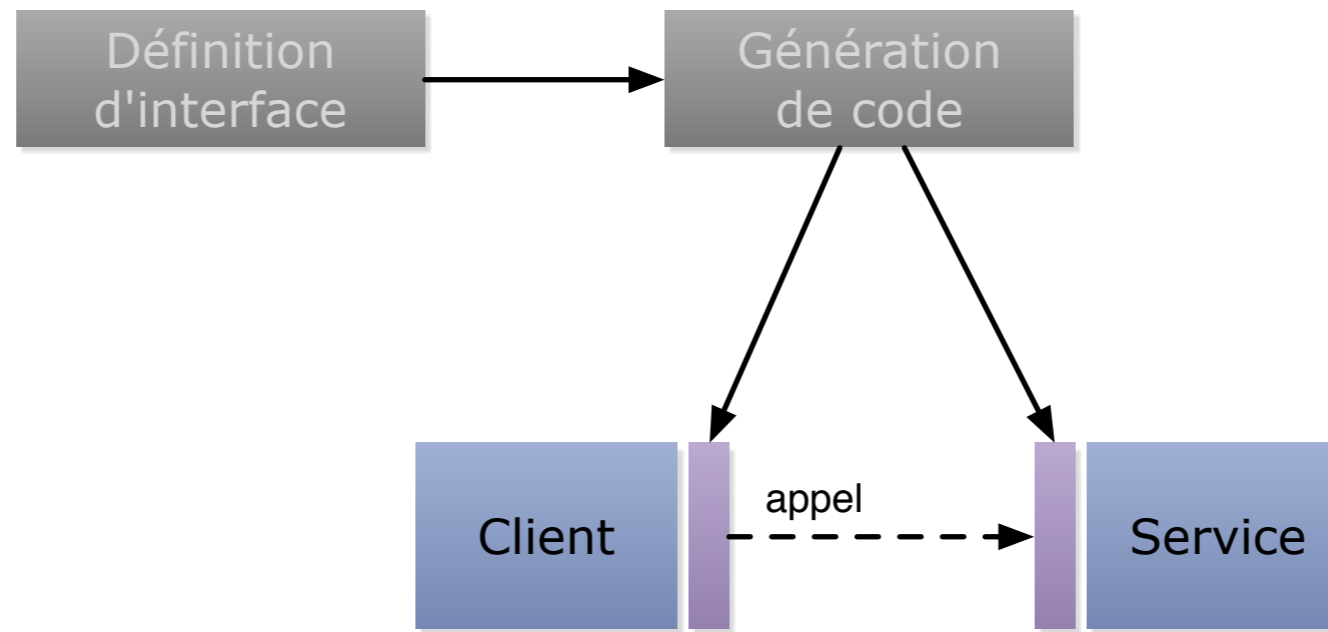 Définition
d'interface
Génération
de code
appel
Client
Service